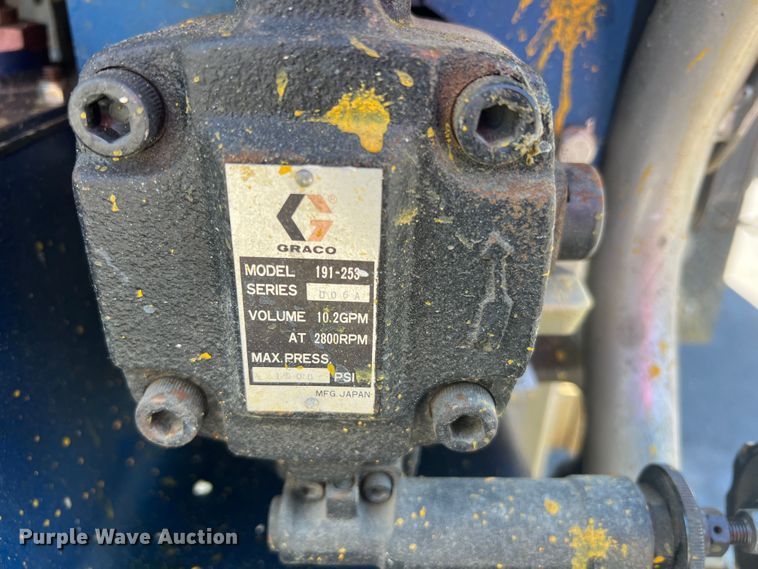 GRACO
MODEL 191-253
SERIES
VOLUME 10.2GPM
AT 2800RPM
MAX. PRESS.
PSI
MFG. JAPAN
Purple Wave Auction